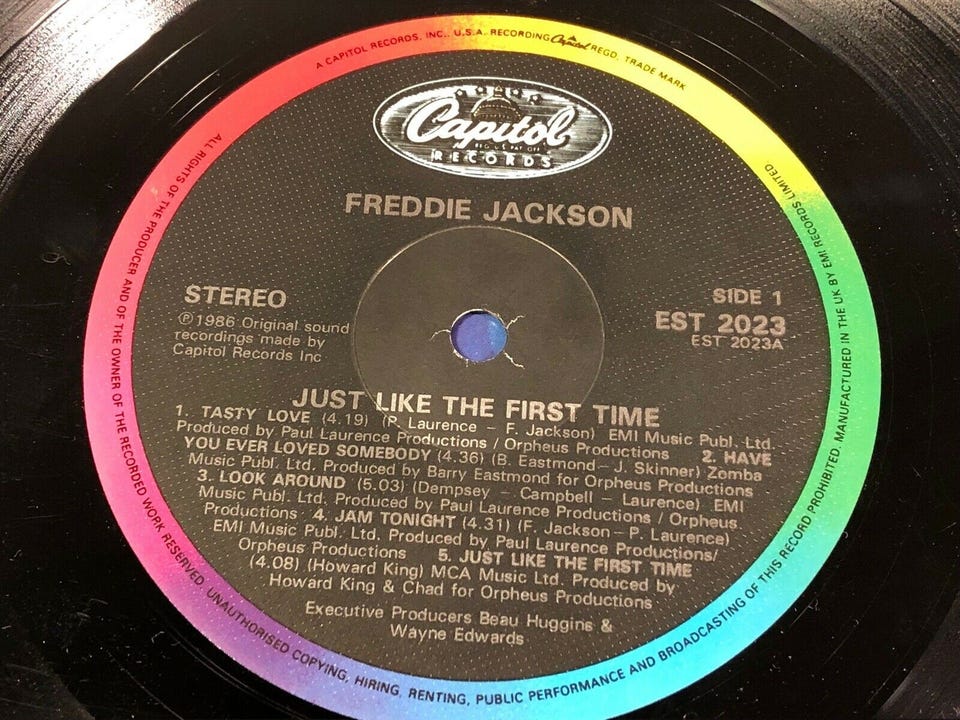 A CAPITOL RECORDS, INC., U.S.A. RECORDING Capitol REGD. TRADE MARK
Capitol
RECORDS
FREDDIE JACKSON
STEREO
℗1986 Original sound
recordings made by
Capitol Records Inc
SIDE 1
EST 2023
EST 2023A
JUST LIKE THE FIRST TIME
1. TASTY LOVE (4.19) (P. Laurence – F. Jackson) EMI Music Publ. Ltd.
Produced by Paul Laurence Productions / Orpheus Productions 2. HAVE
YOU EVER LOVED SOMEBODY (4.36) (B. Eastmond – J. Skinner) Zomba
Music Publ. Ltd. Produced by Barry Eastmond for Orpheus Productions
3. LOOK AROUND (5.03) (Dempsey – Campbell – Laurence) EMI
Music Publ. Ltd. Produced by Paul Laurence Productions / Orpheus
Productions 4. JAM TONIGHT (4.31) (F. Jackson – P. Laurence)
EMI Music Publ. Ltd. Produced by Paul Laurence Productions/
Orpheus Productions 5. JUST LIKE THE FIRST TIME
(4.08) (Howard King) MCA Music Ltd. Produced by
Howard King & Chad for Orpheus Productions
Executive Producers Beau Huggins &
Wayne Edwards
ALL RIGHTS OF THE PRODUCER AND OF THE OWNER OF THE RECORDED WORK RESERVED. UNAUTHORISED COPYING, HIRING, RENTING, PUBLIC PERFORMANCE AND BROADCASTING OF THIS RECORD PROHIBITED. MANUFACTURED IN THE UK BY EMI RECORDS LIMITED